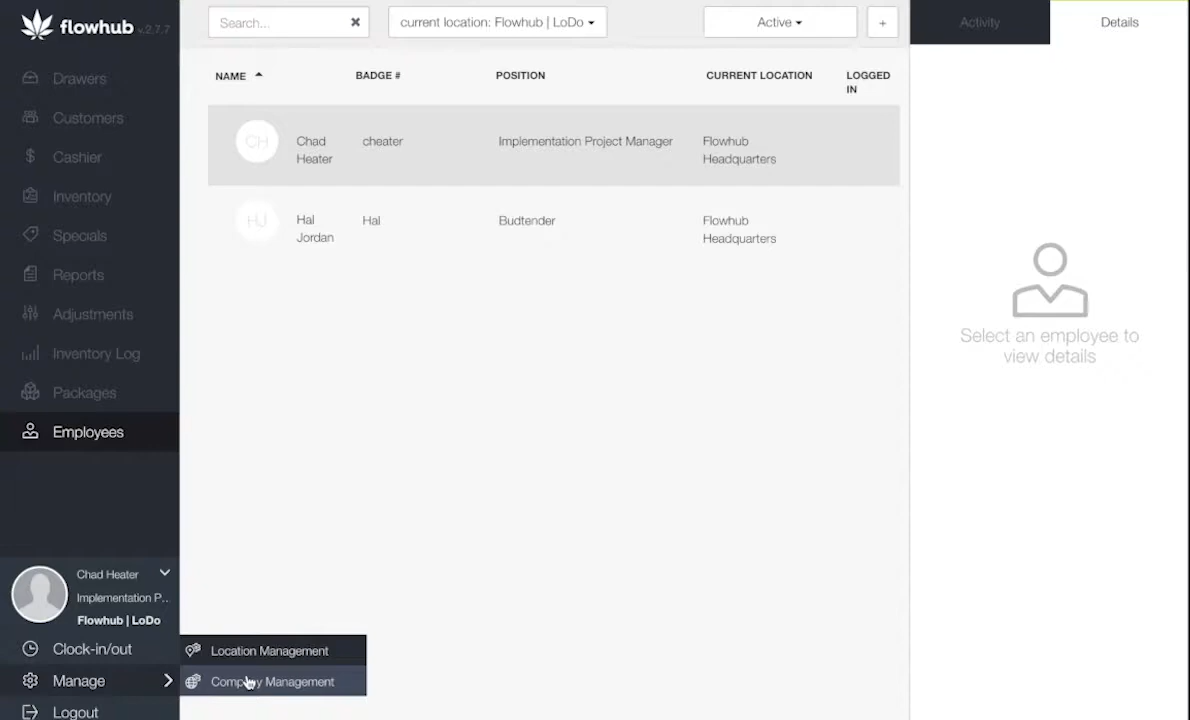 flowhub v.2.7.7
Drawers
Customers
Cashier
Inventory
Specials
Reports
Adjustments
Inventory Log
Packages
Employees
Chad Heater
Implementation P...
Flowhub | LoDo
Clock-in/out
Manage
Logout
Location Management
Company Management
Search...
current location: Flowhub | LoDo
Active
+
NAME BADGE # POSITION CURRENT LOCATION LOGGED
IN
CH Chad cheater Implementation Project Manager Flowhub
Heater Headquarters
HJ Hal Hal Budtender Flowhub
Jordan Headquarters
Activity
Details
Select an employee to
view details